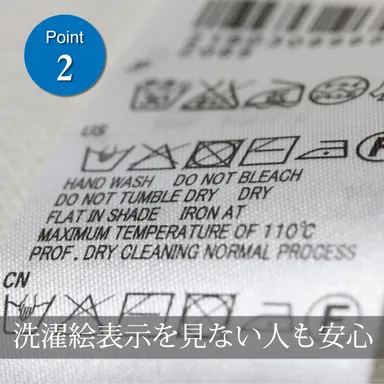 Point
2
JP
US
HAND WASH DO NOT BLEACH
DO NOT TUMBLE DRY DRY
FLAT IN SHADE IRON AT
MAXIMUM TEMPERATURE OF 110℃
PROF. DRY CLEANING NORMAL PROCESS
CN
洗濯絵表示を見ない人も安心